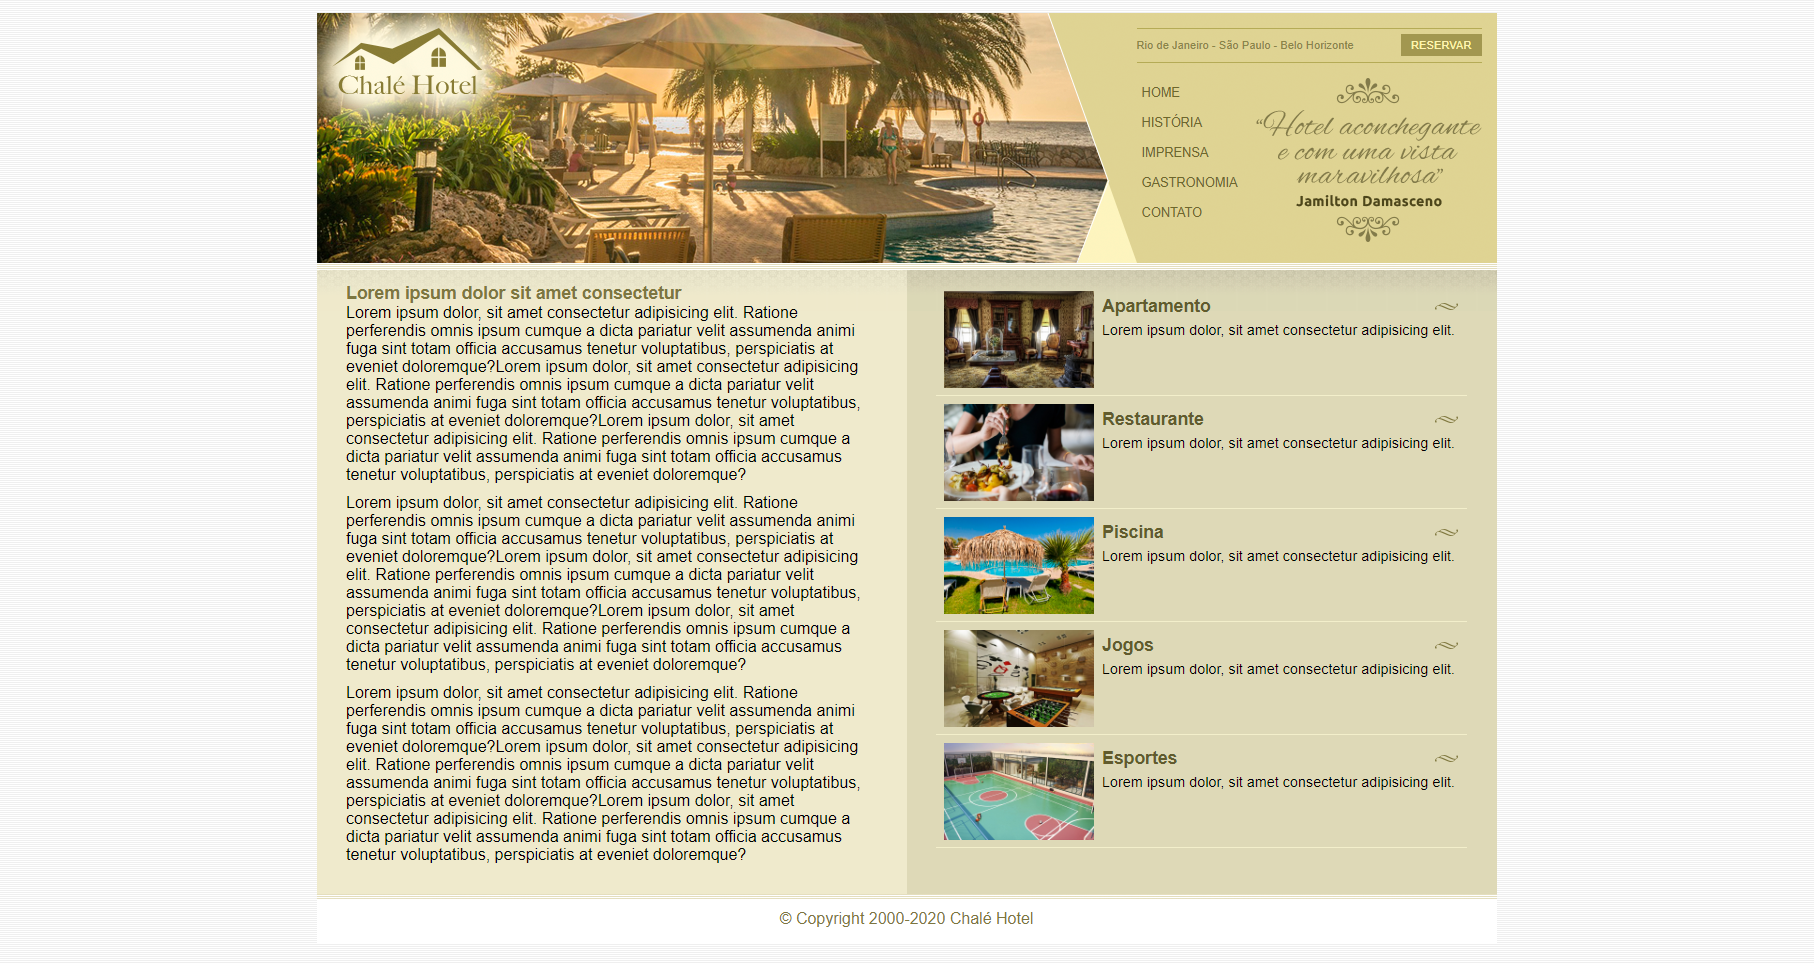 Chalé Hotel
Rio de Janeiro - São Paulo - Belo Horizonte
RESERVAR
HOME
HISTÓRIA
IMPRENSA
GASTRONOMIA
CONTATO
“Hotel aconchegante
e com uma vista
maravilhosa”
Jamilton Damasceno
Lorem ipsum dolor sit amet consectetur
Lorem ipsum dolor, sit amet consectetur adipisicing elit. Ratione
perferendis omnis ipsum cumque a dicta pariatur velit assumenda animi
fuga sint totam officia accusamus tenetur voluptatibus, perspiciatis at
eveniet doloremque?Lorem ipsum dolor, sit amet consectetur adipisicing
elit. Ratione perferendis omnis ipsum cumque a dicta pariatur velit
assumenda animi fuga sint totam officia accusamus tenetur voluptatibus,
perspiciatis at eveniet doloremque?Lorem ipsum dolor, sit amet
consectetur adipisicing elit. Ratione perferendis omnis ipsum cumque a
dicta pariatur velit assumenda animi fuga sint totam officia accusamus
tenetur voluptatibus, perspiciatis at eveniet doloremque?
Lorem ipsum dolor, sit amet consectetur adipisicing elit. Ratione
perferendis omnis ipsum cumque a dicta pariatur velit assumenda animi
fuga sint totam officia accusamus tenetur voluptatibus, perspiciatis at
eveniet doloremque?Lorem ipsum dolor, sit amet consectetur adipisicing
elit. Ratione perferendis omnis ipsum cumque a dicta pariatur velit
assumenda animi fuga sint totam officia accusamus tenetur voluptatibus,
perspiciatis at eveniet doloremque?Lorem ipsum dolor, sit amet
consectetur adipisicing elit. Ratione perferendis omnis ipsum cumque a
dicta pariatur velit assumenda animi fuga sint totam officia accusamus
tenetur voluptatibus, perspiciatis at eveniet doloremque?
Lorem ipsum dolor, sit amet consectetur adipisicing elit. Ratione
perferendis omnis ipsum cumque a dicta pariatur velit assumenda animi
fuga sint totam officia accusamus tenetur voluptatibus, perspiciatis at
eveniet doloremque?Lorem ipsum dolor, sit amet consectetur adipisicing
elit. Ratione perferendis omnis ipsum cumque a dicta pariatur velit
assumenda animi fuga sint totam officia accusamus tenetur voluptatibus,
perspiciatis at eveniet doloremque?Lorem ipsum dolor, sit amet
consectetur adipisicing elit. Ratione perferendis omnis ipsum cumque a
dicta pariatur velit assumenda animi fuga sint totam officia accusamus
tenetur voluptatibus, perspiciatis at eveniet doloremque?
Apartamento
Lorem ipsum dolor, sit amet consectetur adipisicing elit.
Restaurante
Lorem ipsum dolor, sit amet consectetur adipisicing elit.
Piscina
Lorem ipsum dolor, sit amet consectetur adipisicing elit.
Jogos
Lorem ipsum dolor, sit amet consectetur adipisicing elit.
Esportes
Lorem ipsum dolor, sit amet consectetur adipisicing elit.
© Copyright 2000-2020 Chalé Hotel